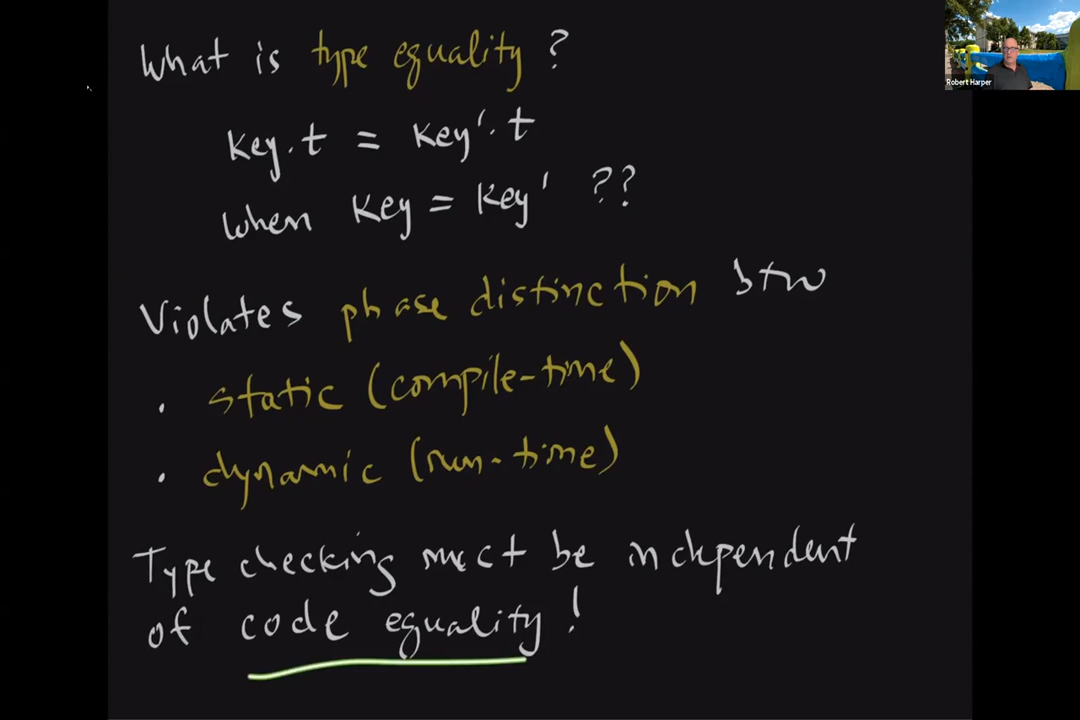 What is type equality?
Key.t = Key'.t
When Key = Key' ??
Violates phase distinction btw
• static (compile-time)
• dynamic (run-time)
Type checking must be independent
of code equality!
Robert Harper